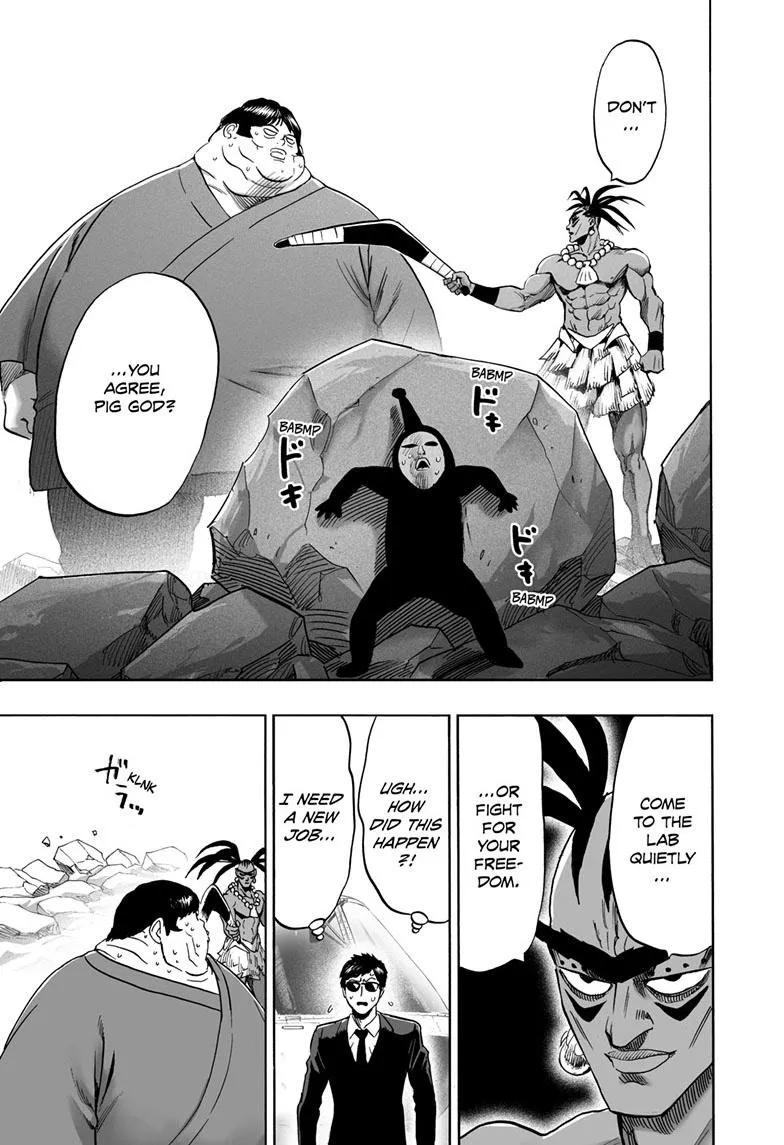 DON'T
...
...YOU
AGREE,
PIG GOD?
BABMP
ドキ
BABMP
ドキ
ドキ
BABMP
COME
TO THE
LAB
QUIETLY
...
...OR
FIGHT
FOR
YOUR
FREE-
DOM.
UGH...
HOW
DID THIS
HAPPEN
?!
I NEED
A NEW
JOB...
ガラッ
KLNK